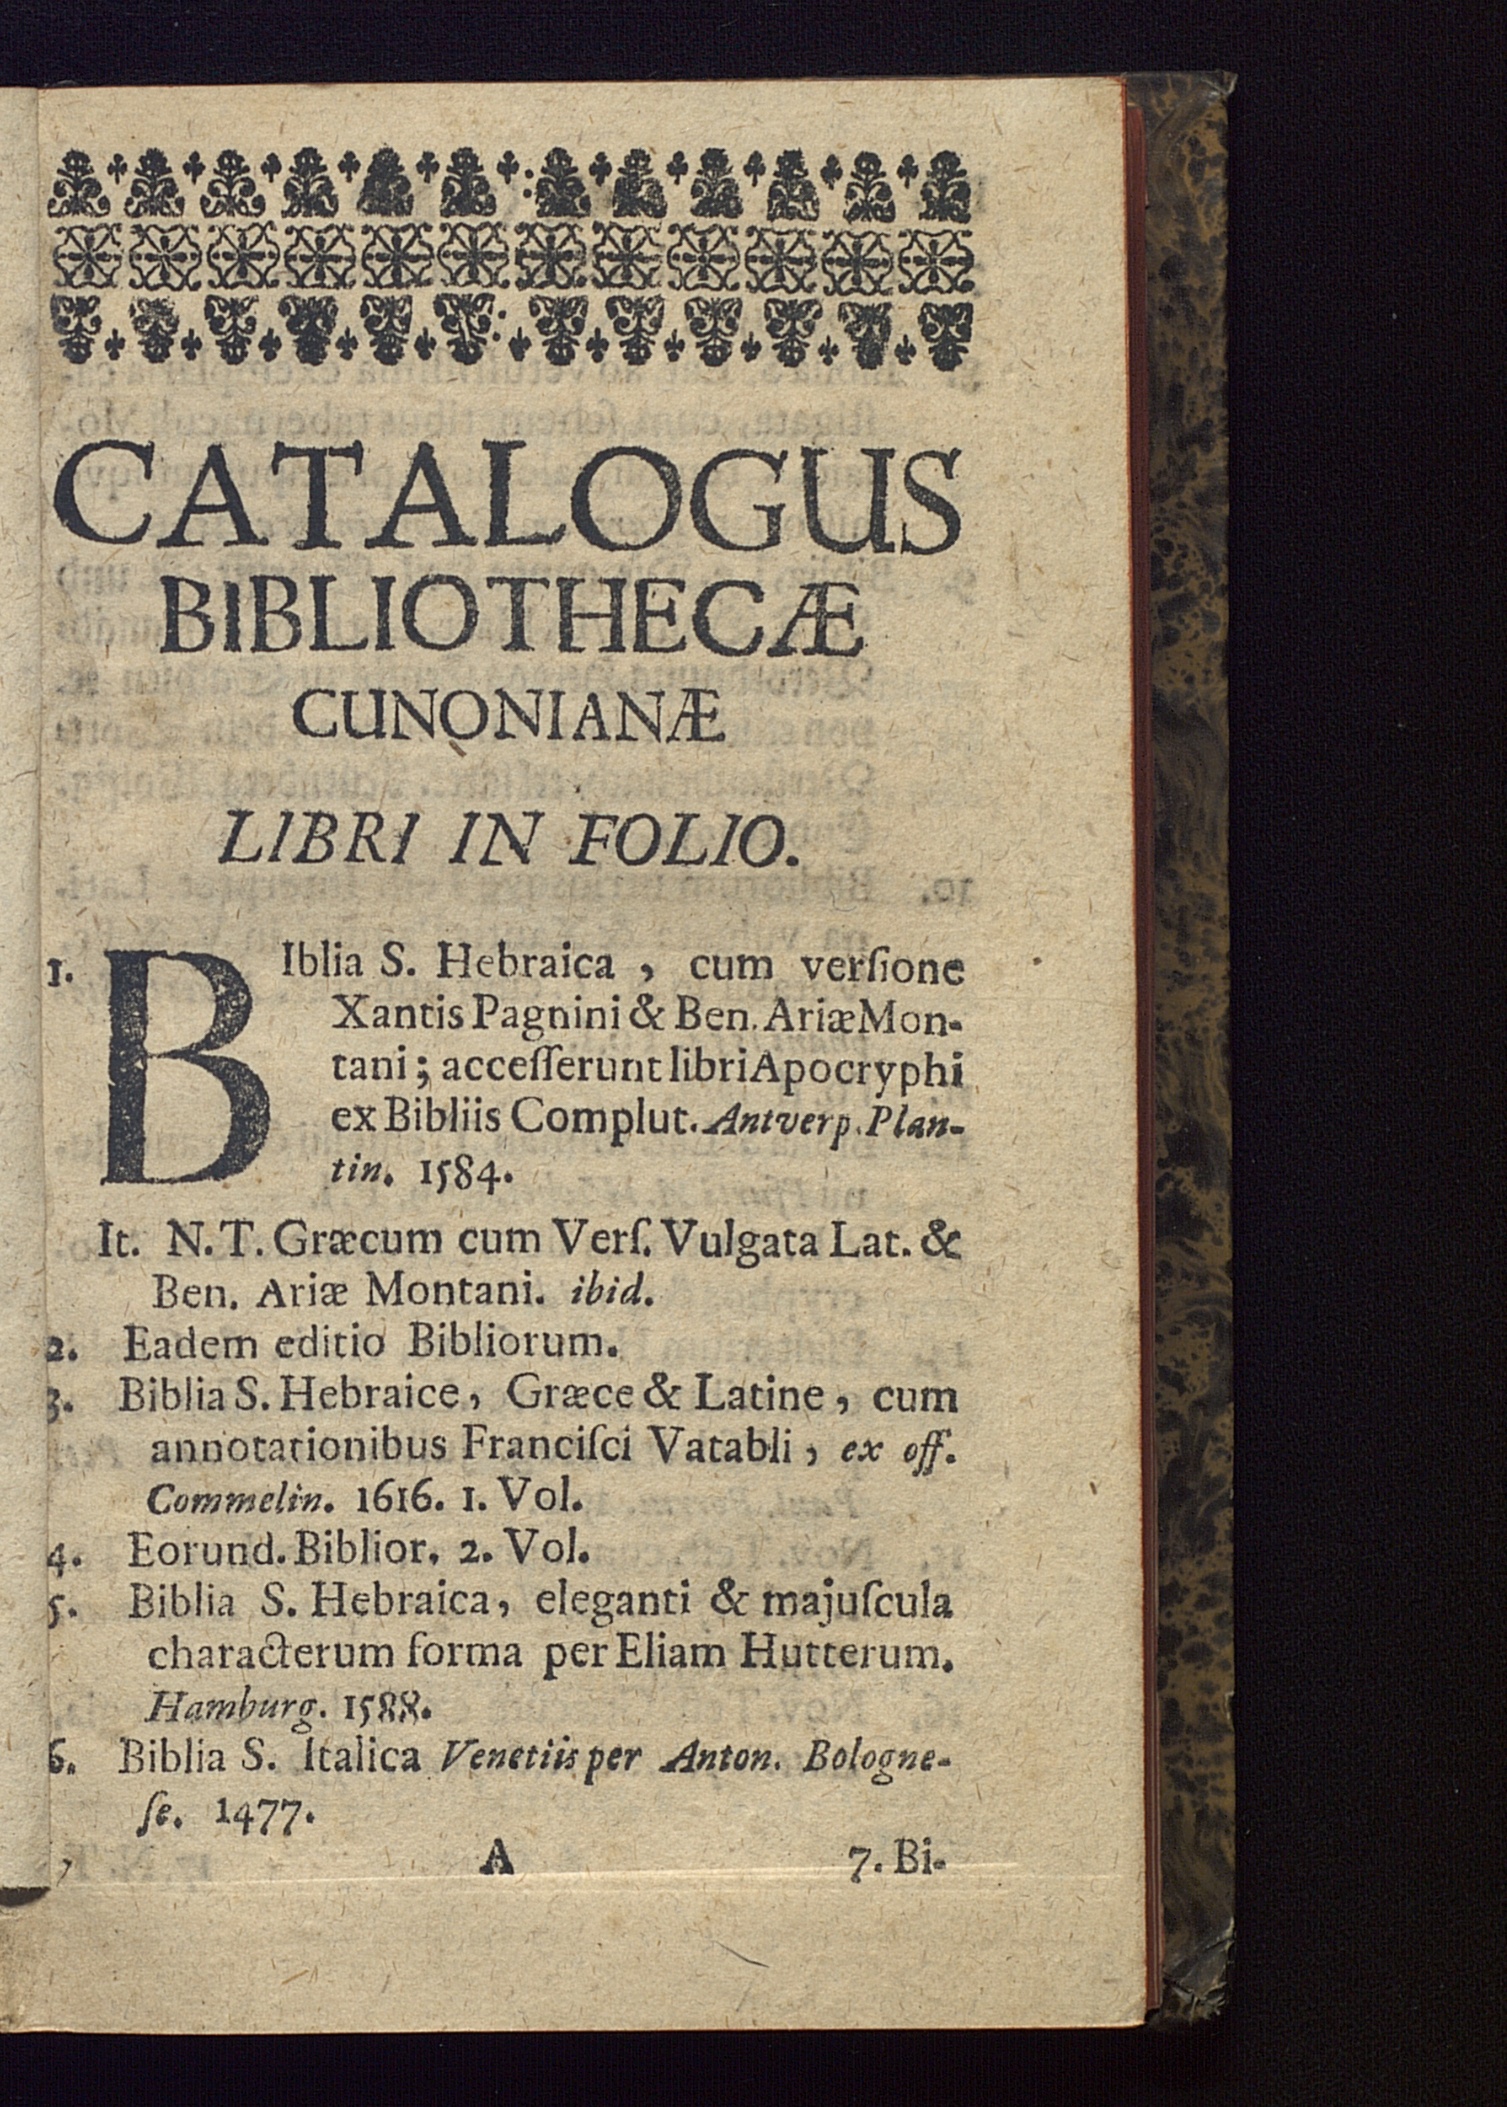 CATALOGUS
BIBLIOTHECÆ
CUNONIANÆ
LIBRI IN FOLIO.
1. BIblia S. Hebraica, cum verſione
Xantis Pagnini & Ben. Ariæ Mon-
tani; acceſſerunt libri Apocryphi
ex Bibliis Complut. Antverp. Plan-
tin. 1584.
It. N. T. Græcum cum Verſ. Vulgata Lat. &
Ben. Ariæ Montani. ibid.
2. Eadem editio Bibliorum.
3. Biblia S. Hebraice, Græce & Latine, cum
annotationibus Franciſci Vatabli, ex off.
Commelin. 1616. 1. Vol.
4. Eorund. Biblior. 2. Vol.
5. Biblia S. Hebraica, eleganti & majuſcula
characterum forma per Eliam Hutterum.
Hamburg. 1588.
6. Biblia S. Italica Venetiis per Anton. Bologne-
ſe. 1477.
A 7. Bi-